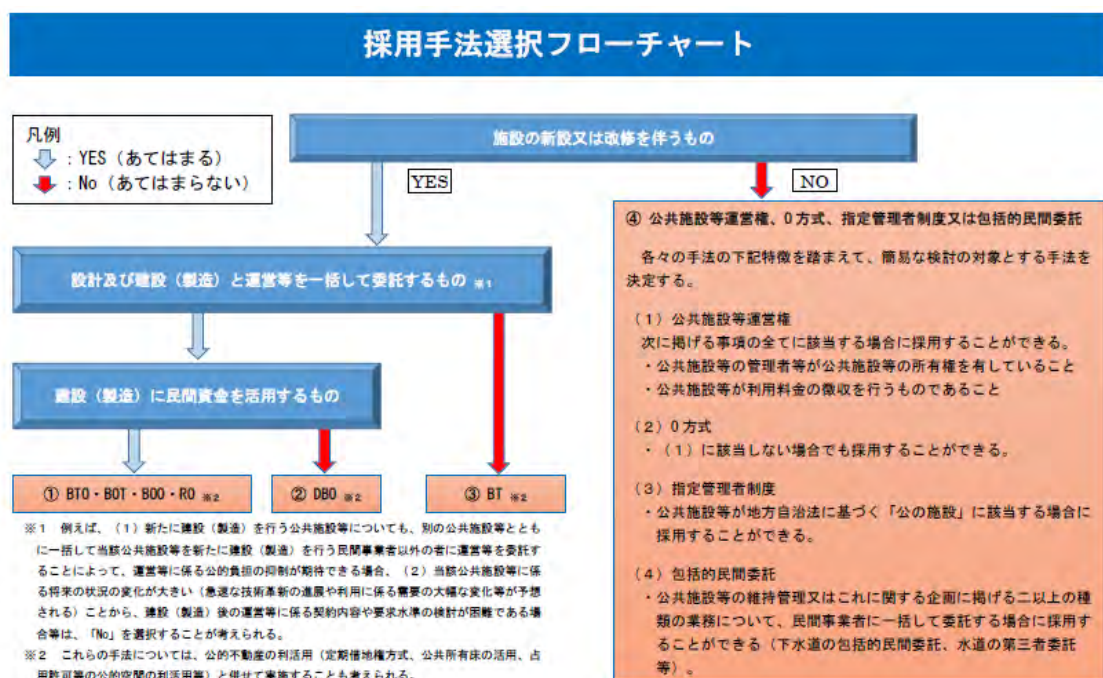 採用手法選択フローチャート
凡例
:YES(あてはまる)
:No(あてはまらない)
施設の新設又は改修を伴うもの
YES
NO
設計及び建設(製造)と運営等を一括して委託するもの ※1
建設(製造)に民間資金を活用するもの
① BTO・BOT・BOO・RO ※2
② DBO ※2
③ BT ※2
※1 例えば、(1)新たに建設(製造)を行う公共施設等についても、別の公共施設等ととも
に一括して当該公共施設等を新たに建設(製造)を行う民間事業者以外の者に運営等を委託す
ることによって、運営等に係る公的負担の抑制が期待できる場合、(2)当該公共施設等に係
る将来の状況の変化が大きい(急速な技術革新の進展や利用に係る需要の大幅な変化等が予想
される)ことから、建設(製造)後の運営等に係る契約内容や要求水準の検討が困難である場
合等は、「No」を選択することが考えられる。
※2 これらの手法については、公的不動産の利活用(定期借地権方式、公共所有床の活用、占
用許可等の公的空間の利活用等)と併せて実施することも考えられる。
④ 公共施設等運営権、O方式、指定管理者制度又は包括的民間委託
各々の手法の下記特徴を踏まえて、簡易な検討の対象とする手法を
決定する。
(1)公共施設等運営権
次に掲げる事項の全てに該当する場合に採用することができる。
・公共施設等の管理者等が公共施設等の所有権を有していること
・公共施設等が利用料金の徴収を行うものであること
(2)O方式
・(1)に該当しない場合でも採用することができる。
(3)指定管理者制度
・公共施設等が地方自治法に基づく「公の施設」に該当する場合に
採用することができる。
(4)包括的民間委託
・公共施設等の維持管理又はこれに関する企画に掲げる二以上の種
類の業務について、民間事業者に一括して委託する場合に採用す
ることができる(下水道の包括的民間委託、水道の第三者委託
等)。